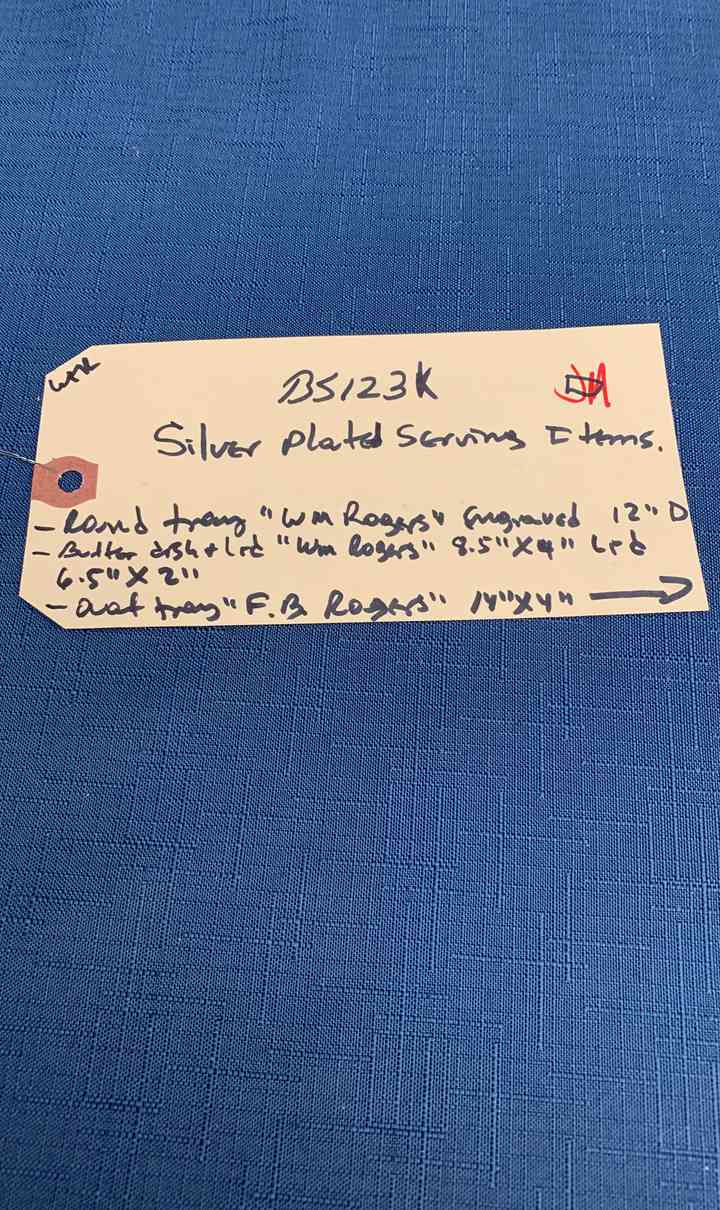 BS123K
Silver Plated Serving Items.
- Round tray "WM Rogers" Engraved 12" D
- Butter dish + Lid "Wm Rogers" 8.5" X 4" Lid
6.5" X 2"
- Oval tray "F.B. Rogers" 14" X 4" →